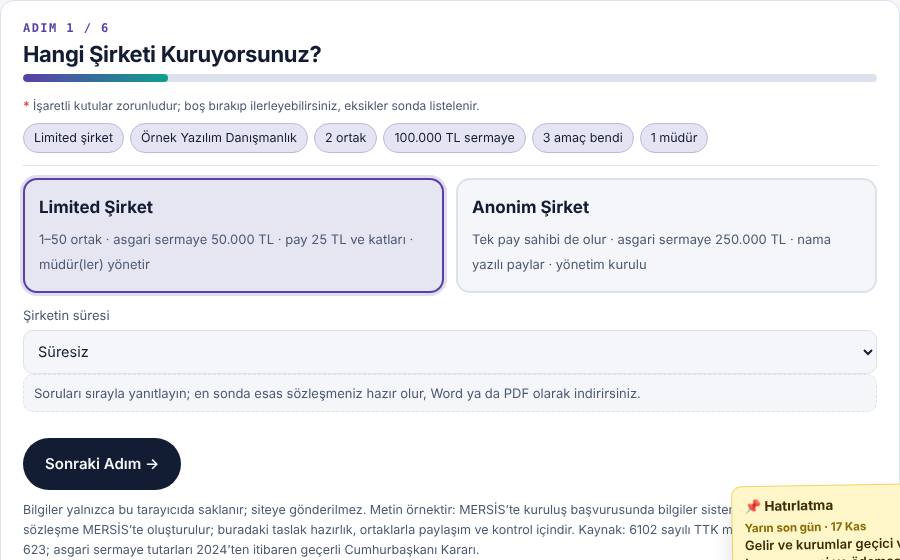 ADIM 1 / 6
Hangi Şirketi Kuruyorsunuz?
* İşaretli kutular zorunludur; boş bırakıp ilerleyebilirsiniz, eksikler sonda listelenir.
Limited şirket
Örnek Yazılım Danışmanlık
2 ortak
100.000 TL sermaye
3 amaç bendi
1 müdür
Limited Şirket
1–50 ortak · asgari sermaye 50.000 TL · pay 25 TL ve katları ·
müdür(ler) yönetir
Anonim Şirket
Tek pay sahibi de olur · asgari sermaye 250.000 TL · nama
yazılı paylar · yönetim kurulu
Şirketin süresi
Süresiz
Soruları sırayla yanıtlayın; en sonda esas sözleşmeniz hazır olur, Word ya da PDF olarak indirirsiniz.
Sonraki Adım →
Bilgiler yalnızca bu tarayıcıda saklanır; siteye gönderilmez. Metin örnektir: MERSİS’te kuruluş başvurusunda bilgiler
sözleşme MERSİS’te oluşturulur; buradaki taslak hazırlık, ortaklarla paylaşım ve kontrol içindir. Kaynak: 6102 sayılı TTK
623; asgari sermaye tutarları 2024’ten itibaren geçerli Cumhurbaşkanı Kararı.
📌 Hatırlatma
Yarın son gün · 17 Kas
Gelir ve kurumlar geçici